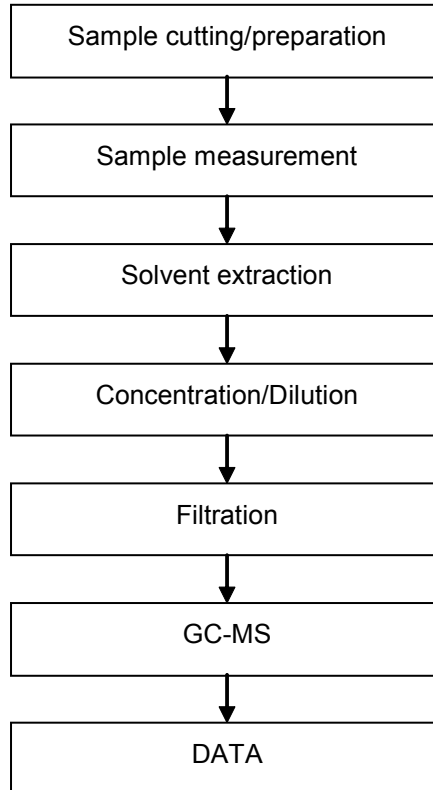 Sample cutting/preparation
Sample measurement
Solvent extraction
Concentration/Dilution
Filtration
GC-MS
DATA